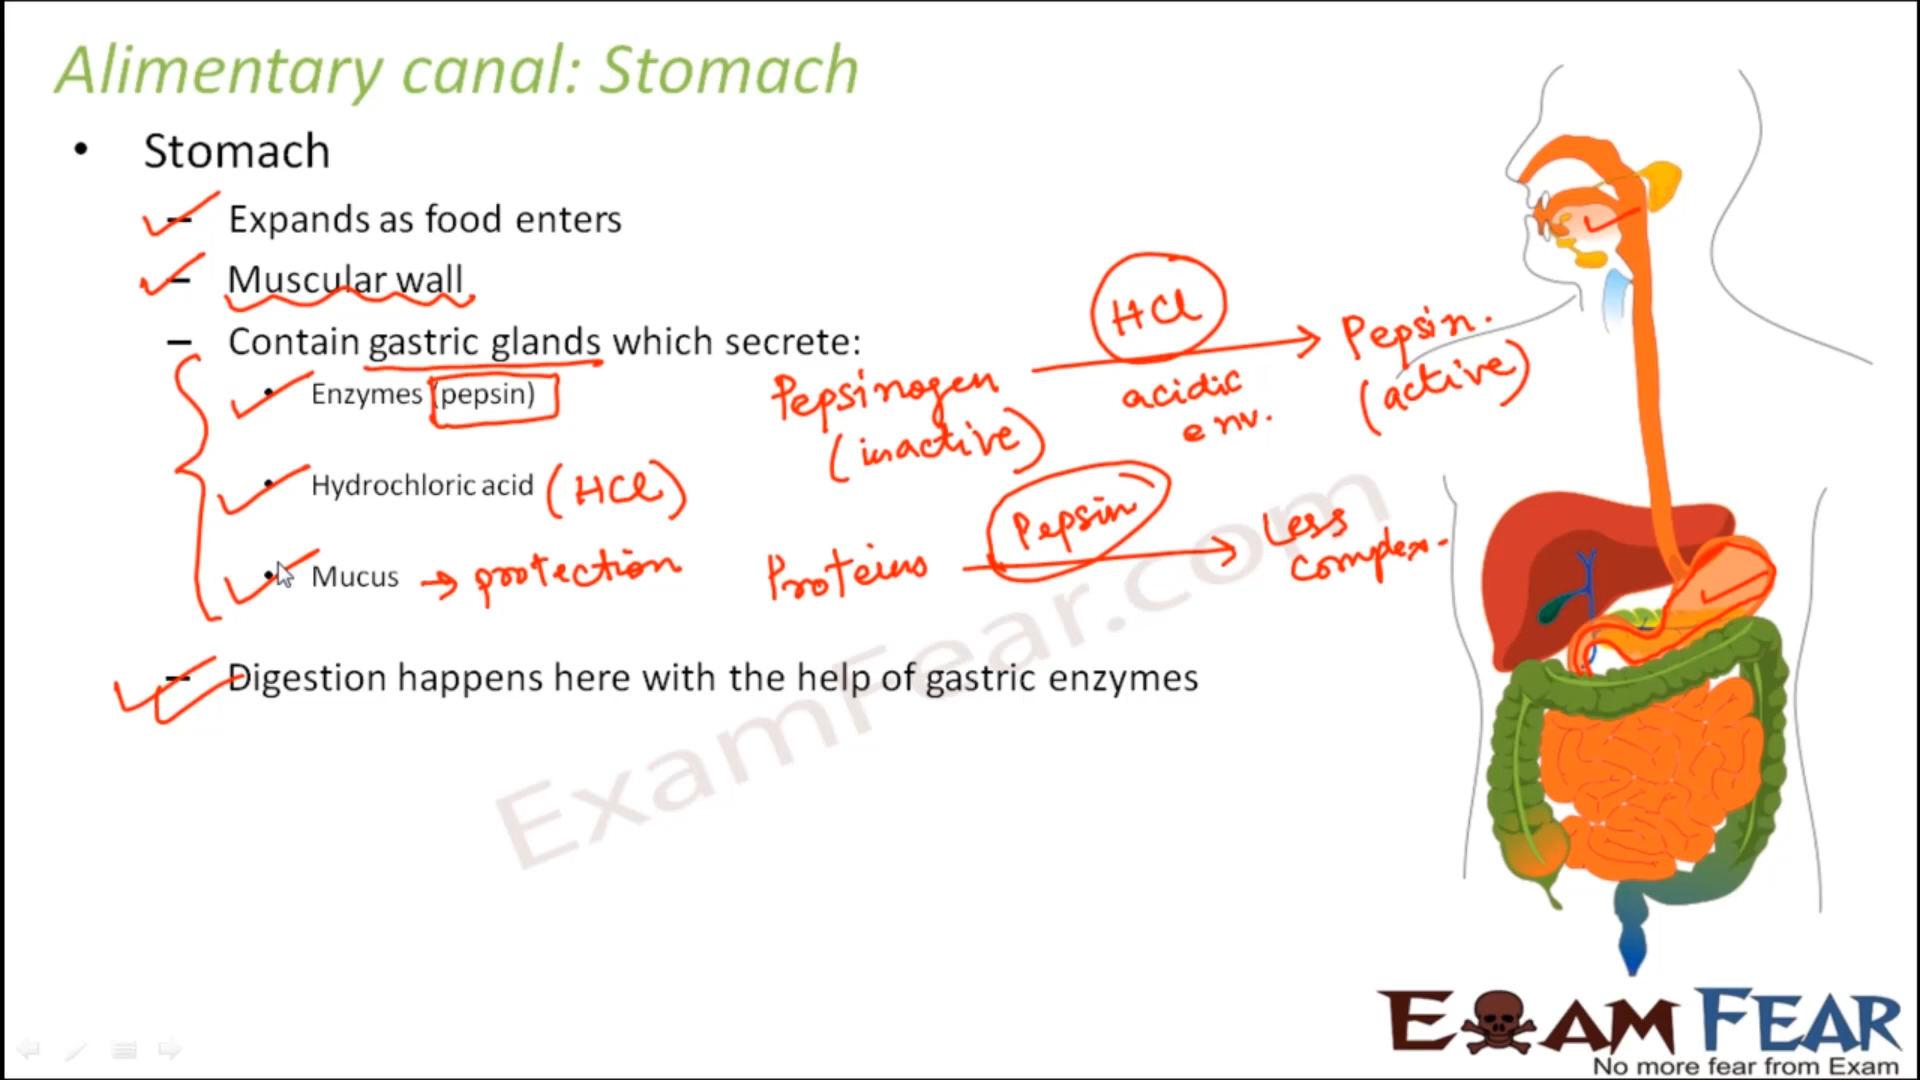 Alimentary canal: Stomach
• Stomach
– Expands as food enters
– Muscular wall
– Contain gastric glands which secrete:
• Enzymes (pepsin)
Pepsinogen
(inactive)
HCl
acidic
env.
Pepsin.
(active)
• Hydrochloric acid (HCl)
• Mucus → protection
Proteins
Pepsin
Less
complex.
– Digestion happens here with the help of gastric enzymes
ExamFear.com
EXAMFEAR
No more fear from Exam